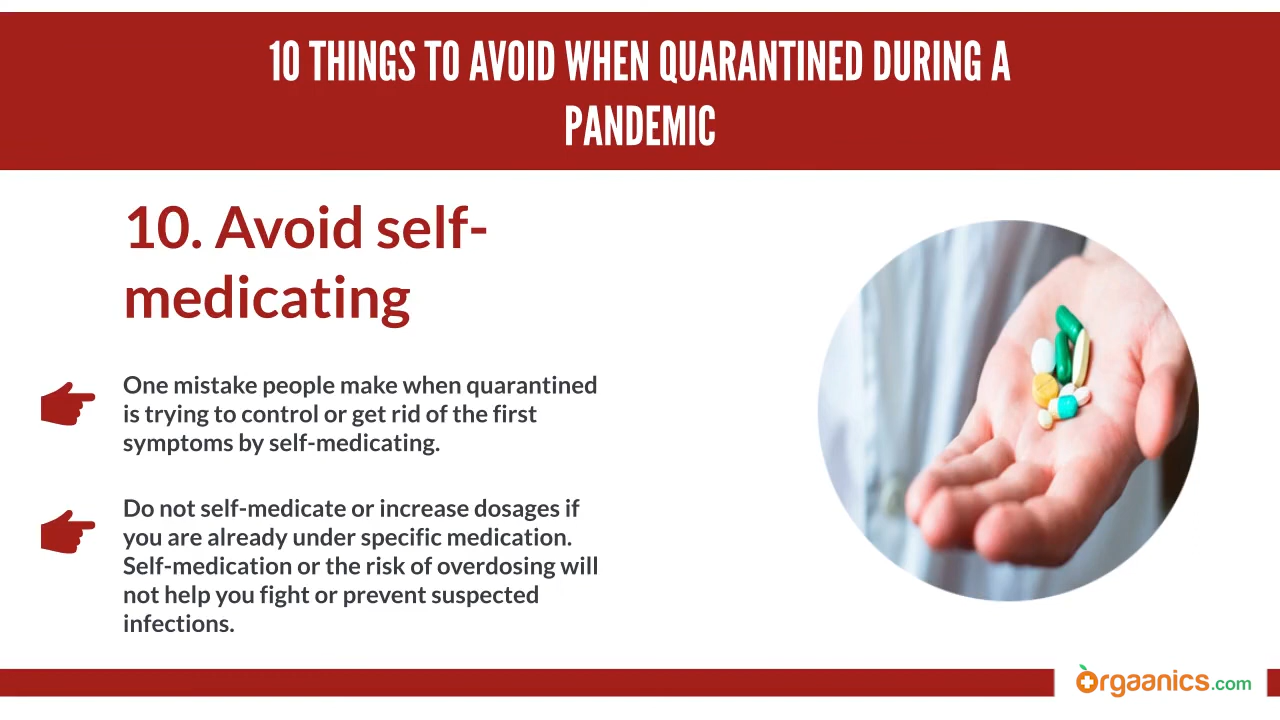 10 THINGS TO AVOID WHEN QUARANTINED DURING A
PANDEMIC
10. Avoid self-
medicating
One mistake people make when quarantined
is trying to control or get rid of the first
symptoms by self-medicating.
Do not self-medicate or increase dosages if
you are already under specific medication.
Self-medication or the risk of overdosing will
not help you fight or prevent suspected
infections.
Orgaanics.com